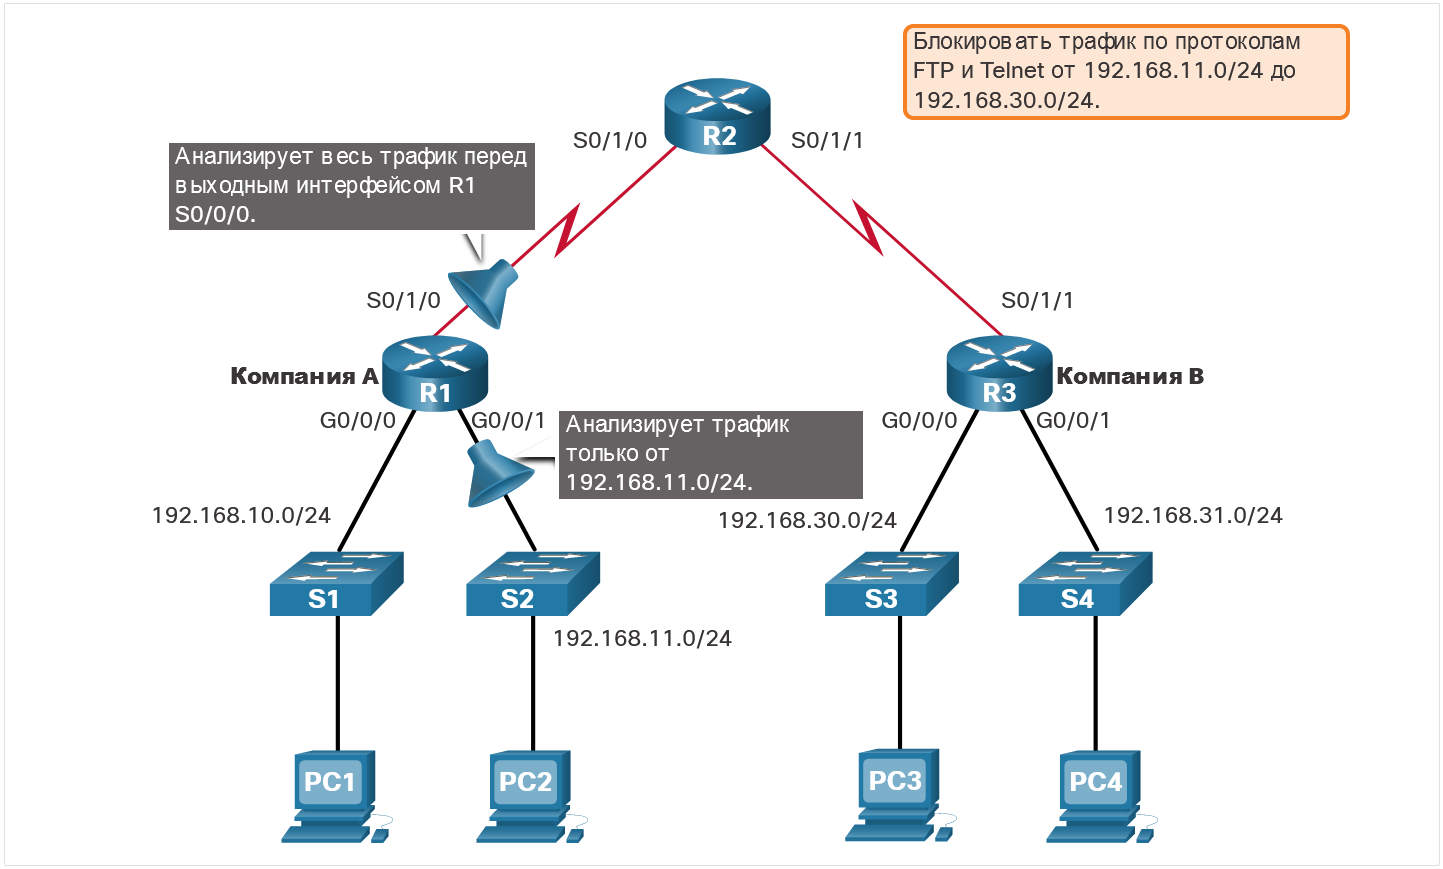 Блокировать трафик по протоколам
FTP и Telnet от 192.168.11.0/24 до
192.168.30.0/24.
R2
S0/1/0
S0/1/1
Анализирует весь трафик перед
выходным интерфейсом R1
S0/0/0.
S0/1/0
S0/1/1
Компания A
R1
R3
Компания B
G0/0/0
G0/0/1
G0/0/0
G0/0/1
Анализирует трафик
только от
192.168.11.0/24.
192.168.10.0/24
192.168.30.0/24
192.168.31.0/24
S1
S2
S3
S4
192.168.11.0/24
PC1
PC2
PC3
PC4